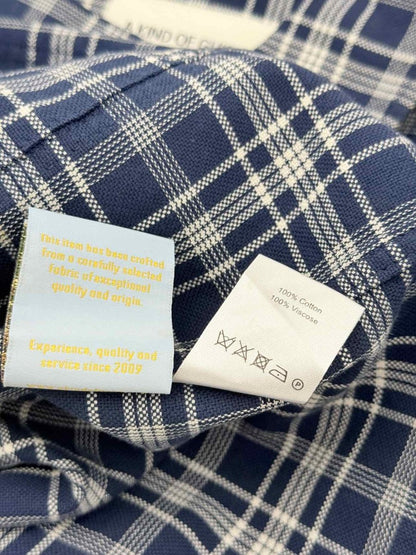 A KIND OF
This item has been crafted
from a carefully selected
fabric of exceptional
quality and origin.
Experience, quality and
service since 2009
100% Cotton
100% Viscose
P